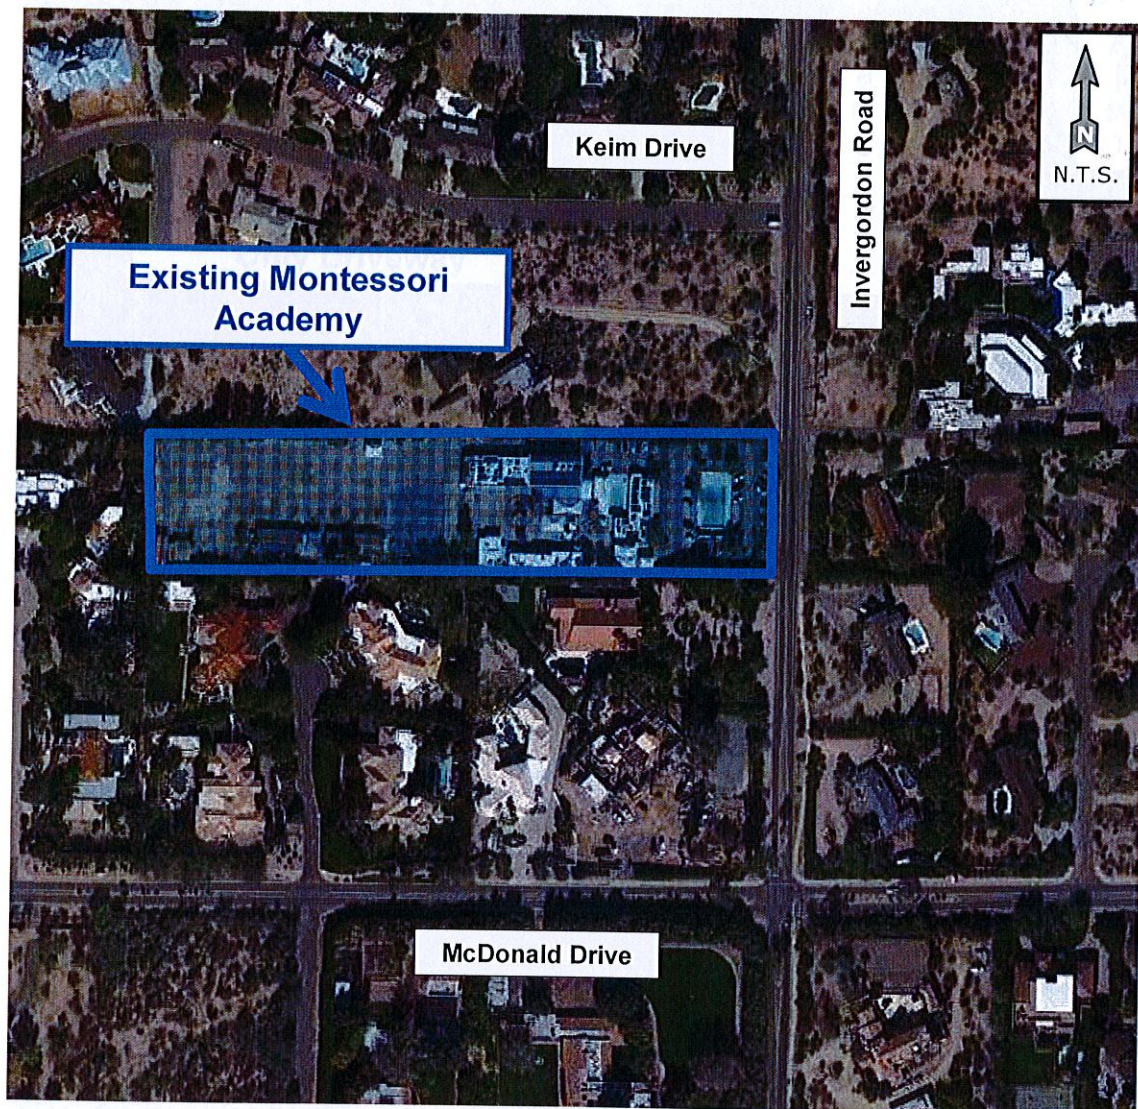 Keim Drive
Invergordon Road
N
N.T.S.
Existing Montessori
Academy
McDonald Drive